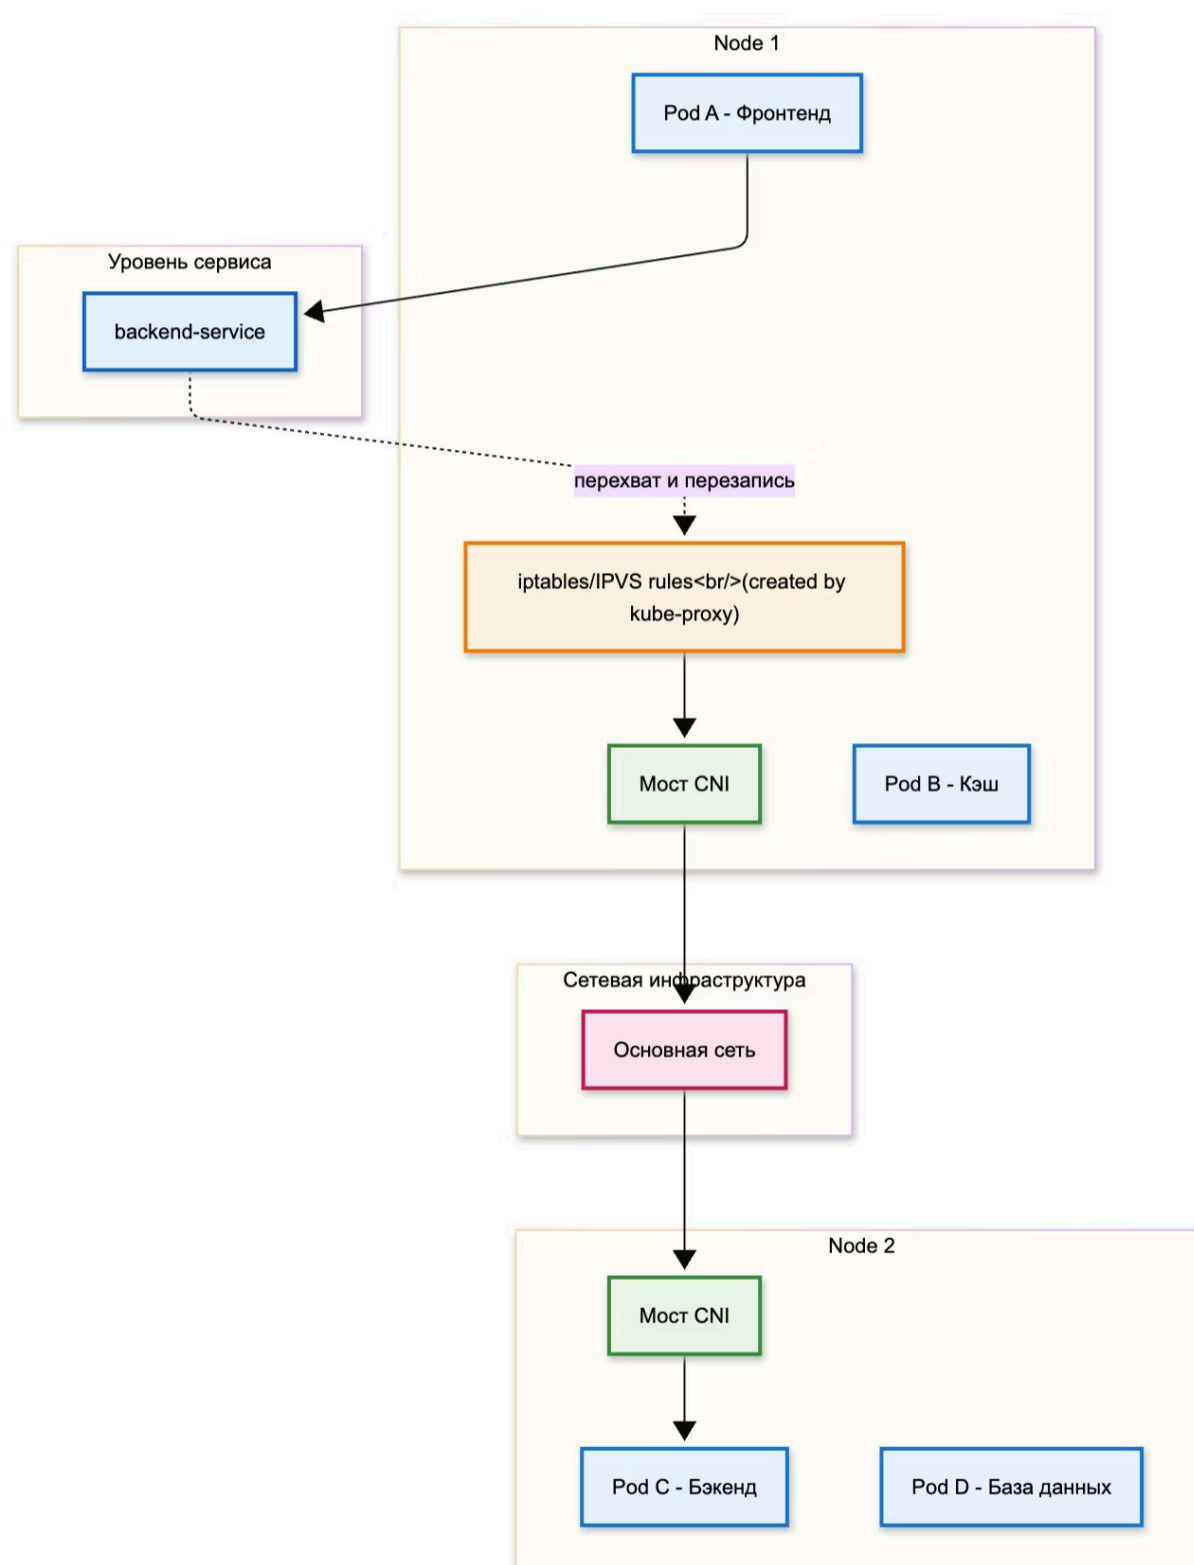 Node 1
Pod A - Фронтенд
Уровень сервиса
backend-service
перехват и перезапись
iptables/IPVS rules<br/>(created by
kube-proxy)
Мост CNI
Pod B - Кэш
Сетевая инфраструктура
Основная сеть
Node 2
Мост CNI
Pod C - Бэкенд
Pod D - База данных